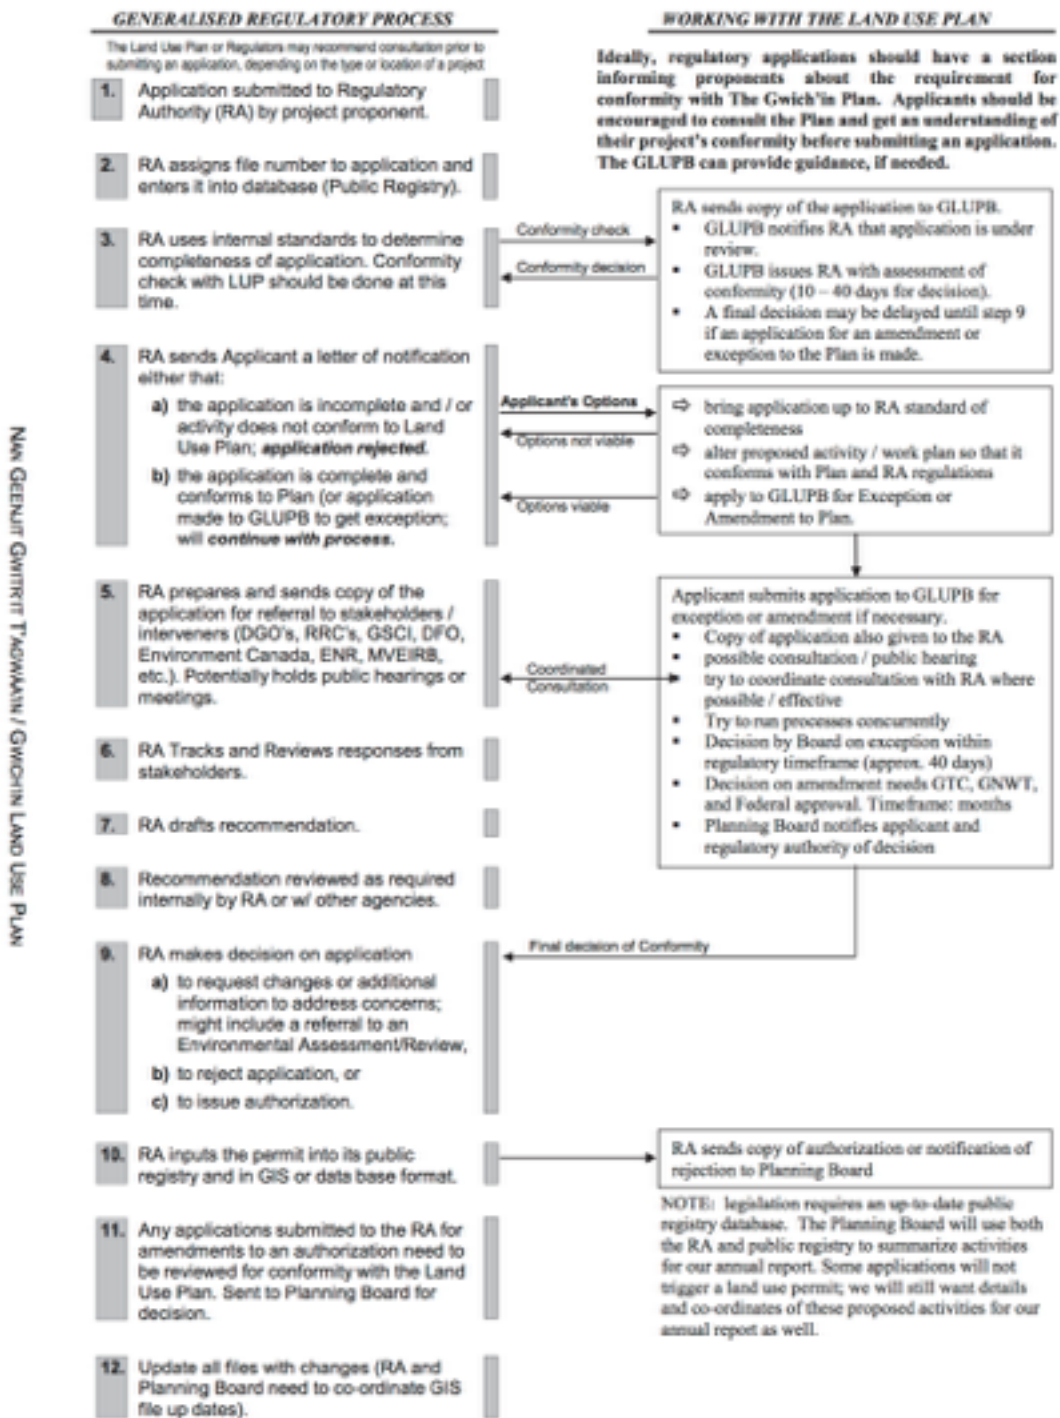 GENERALISED REGULATORY PROCESS
The Land Use Plan or Regulators may recommend consultation prior to
submitting an application, depending on the type or location of a project
1. Application submitted to Regulatory
Authority (RA) by project proponent.
2. RA assigns file number to application and
enters it into database (Public Registry).
3. RA uses internal standards to determine
completeness of application. Conformity
check with LUP should be done at this
time.
4. RA sends Applicant a letter of notification
either that:
a) the application is incomplete and / or
activity does not conform to Land
Use Plan; application rejected.
b) the application is complete and
conforms to Plan (or application
made to GLUPB to get exception;
will continue with process.
5. RA prepares and sends copy of the
application for referral to stakeholders /
interveners (DGO's, RRC's, GSCI, DFO,
Environment Canada, ENR, MVEIRB,
etc.). Potentially holds public hearings or
meetings.
6. RA Tracks and Reviews responses from
stakeholders.
7. RA drafts recommendation.
8. Recommendation reviewed as required
internally by RA or w/ other agencies.
9. RA makes decision on application
a) to request changes or additional
information to address concerns;
might include a referral to an
Environmental Assessment/Review,
b) to reject application, or
c) to issue authorization.
10. RA inputs the permit into its public
registry and in GIS or data base format.
11. Any applications submitted to the RA for
amendments to an authorization need to
be reviewed for conformity with the Land
Use Plan. Sent to Planning Board for
decision.
12. Update all files with changes (RA and
Planning Board need to co-ordinate GIS
file up dates).
Conformity check
Conformity decision
Applicant's Options
Options not viable
Options viable
Coordinated
Consultation
Final decision of Conformity
WORKING WITH THE LAND USE PLAN
Ideally, regulatory applications should have a section
informing proponents about the requirement for
conformity with The Gwich'in Plan. Applicants should be
encouraged to consult the Plan and get an understanding of
their project's conformity before submitting an application.
The GLUPB can provide guidance, if needed.
RA sends copy of the application to GLUPB.
▪ GLUPB notifies RA that application is under
review.
▪ GLUPB issues RA with assessment of
conformity (10 – 40 days for decision).
▪ A final decision may be delayed until step 9
if an application for an amendment or
exception to the Plan is made.
⇨ bring application up to RA standard of
completeness
⇨ alter proposed activity / work plan so that it
conforms with Plan and RA regulations
⇨ apply to GLUPB for Exception or
Amendment to Plan.
Applicant submits application to GLUPB for
exception or amendment if necessary.
▪ Copy of application also given to the RA
▪ possible consultation / public hearing
▪ try to coordinate consultation with RA where
possible / effective
▪ Try to run processes concurrently
▪ Decision by Board on exception within
regulatory timeframe (approx. 40 days)
▪ Decision on amendment needs GTC, GNWT,
and Federal approval. Timeframe: months
▪ Planning Board notifies applicant and
regulatory authority of decision
RA sends copy of authorization or notification of
rejection to Planning Board
NOTE: legislation requires an up-to-date public
registry database. The Planning Board will use both
the RA and public registry to summarize activities
for our annual report. Some applications will not
trigger a land use permit; we will still want details
and co-ordinates of these proposed activities for our
annual report as well.
NAN GEENJIT GWITRIT T'AGWAAIN / GWICHIN LAND USE PLAN